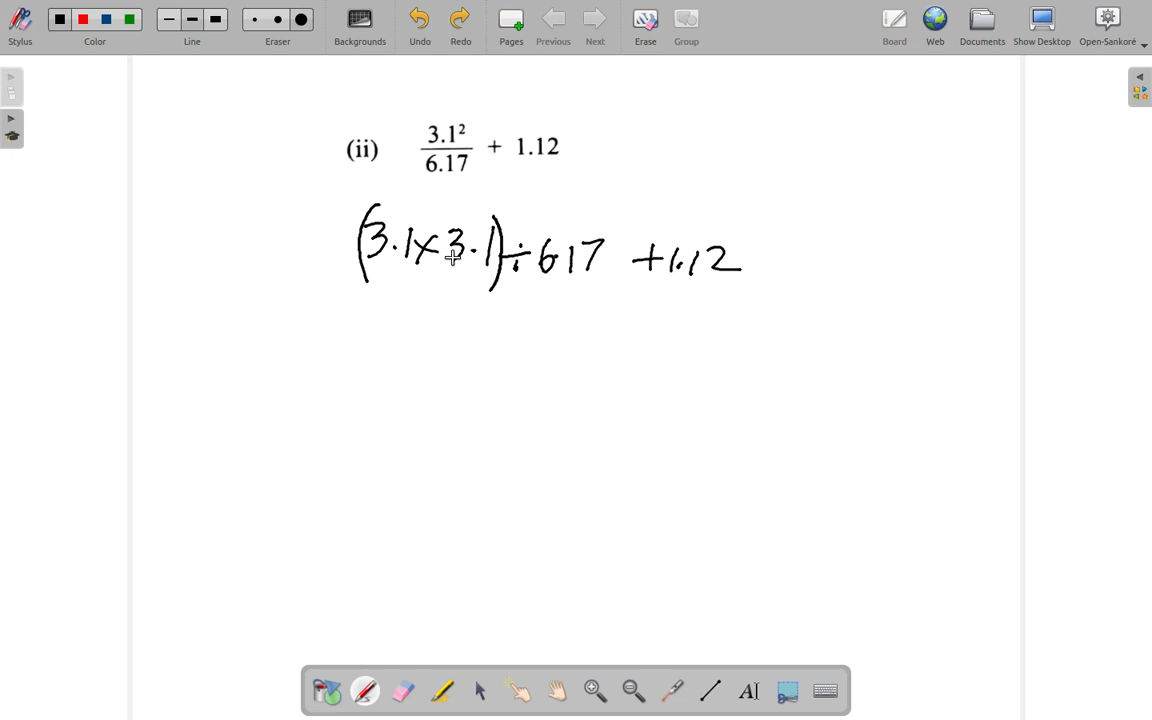 Stylus Color Line Eraser Backgrounds Undo Redo Pages Previous Next Erase Group Board Web Documents Show Desktop Open-Sankoré
(ii) 3.1² / 6.17 + 1.12
(3.1×3.1)÷6.17 +1.12
AI